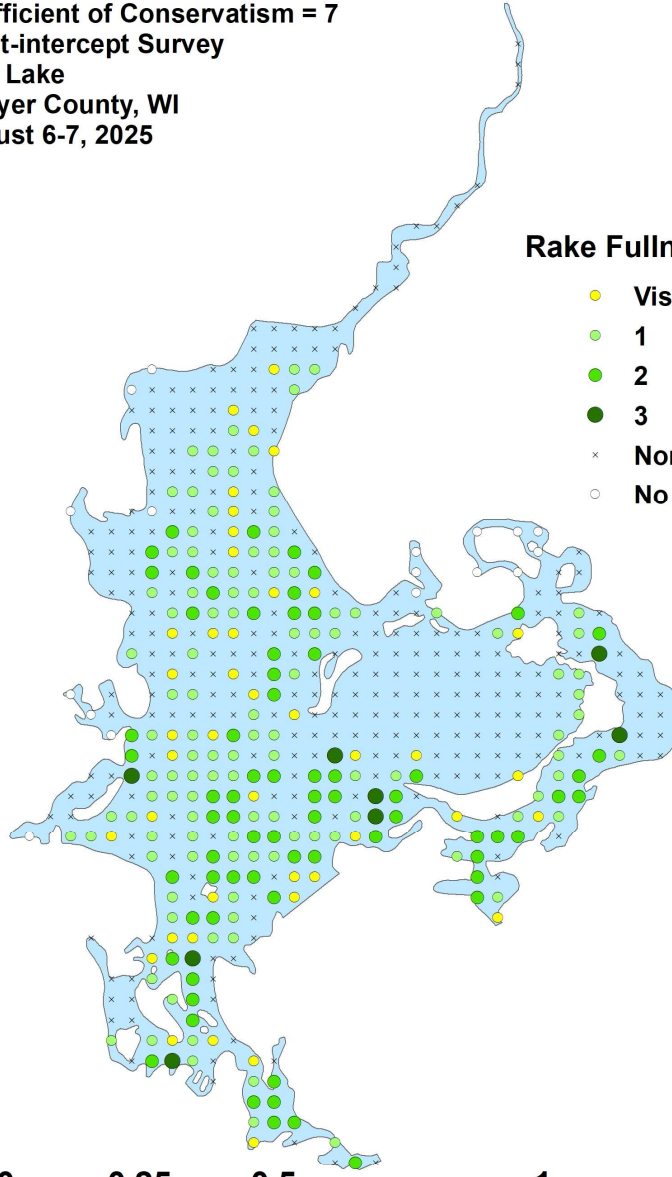 fficient of Conservatism = 7
t-intercept Survey
Lake
yer County, WI
ust 6-7, 2025
Rake Fulln
Vis
1
2
3
Nor
No
0 0.25 0.5 1